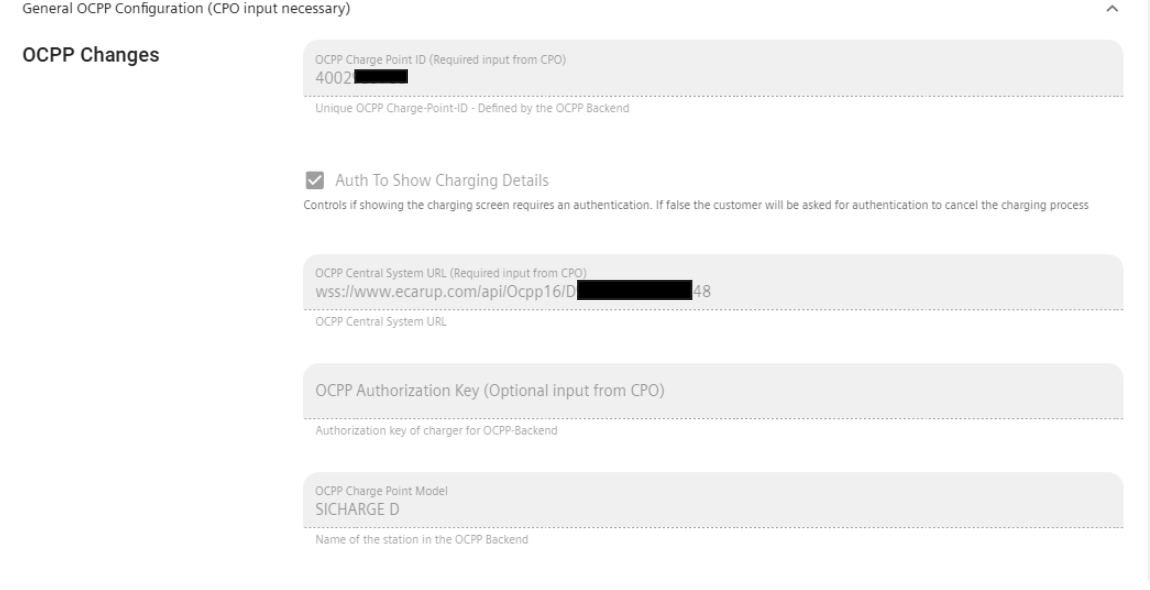 General OCPP Configuration (CPO input necessary)
OCPP Changes
OCPP Charge Point ID (Required input from CPO)
4002
Unique OCPP Charge-Point-ID - Defined by the OCPP Backend
Auth To Show Charging Details
Controls if showing the charging screen requires an authentication. If false the customer will be asked for authentication to cancel the charging process
OCPP Central System URL (Required input from CPO)
wss://www.ecarup.com/api/Ocpp16/D 48
OCPP Central System URL
OCPP Authorization Key (Optional input from CPO)
Authorization key of charger for OCPP-Backend
OCPP Charge Point Model
SICHARGE D
Name of the station in the OCPP Backend